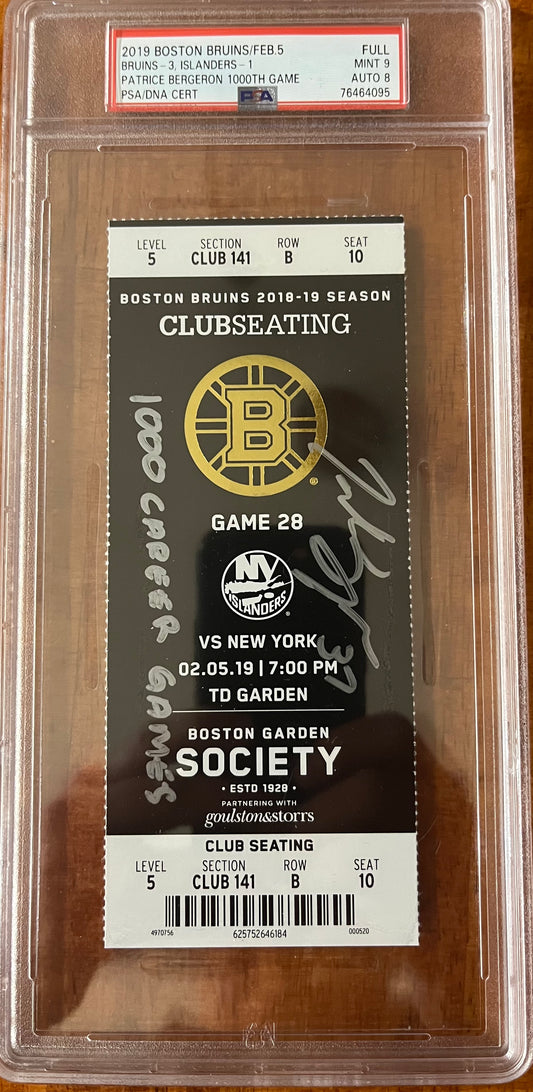 2019 BOSTON BRUINS/FEB.5 FULL
BRUINS-3, ISLANDERS-1 MINT 9
PATRICE BERGERON 1000TH GAME AUTO 8
PSA/DNA CERT PSA 76464095
LEVEL SECTION ROW SEAT
5 CLUB 141 B 10
BOSTON BRUINS 2018-19 SEASON
CLUBSEATING
B
®
GAME 28
NY
ISLANDERS
VS NEW YORK
02.05.19 | 7:00 PM
TD GARDEN
1000 CAREER GAMES
37
BOSTON GARDEN
SOCIETY
• ESTD 1928 •
PARTNERING WITH
goulston&storrs
CLUB SEATING
LEVEL SECTION ROW SEAT
5 CLUB 141 B 10
4970756 625752646184 000520